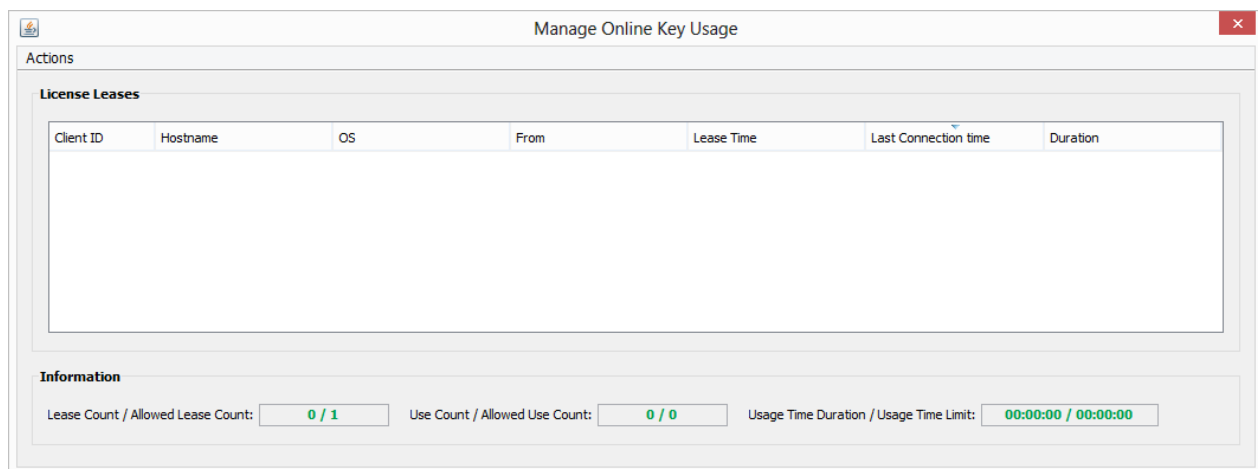 Manage Online Key Usage
Actions
License Leases
Client ID Hostname OS From Lease Time Last Connection time Duration
Information
Lease Count / Allowed Lease Count: 0 / 1 Use Count / Allowed Use Count: 0 / 0 Usage Time Duration / Usage Time Limit: 00:00:00 / 00:00:00